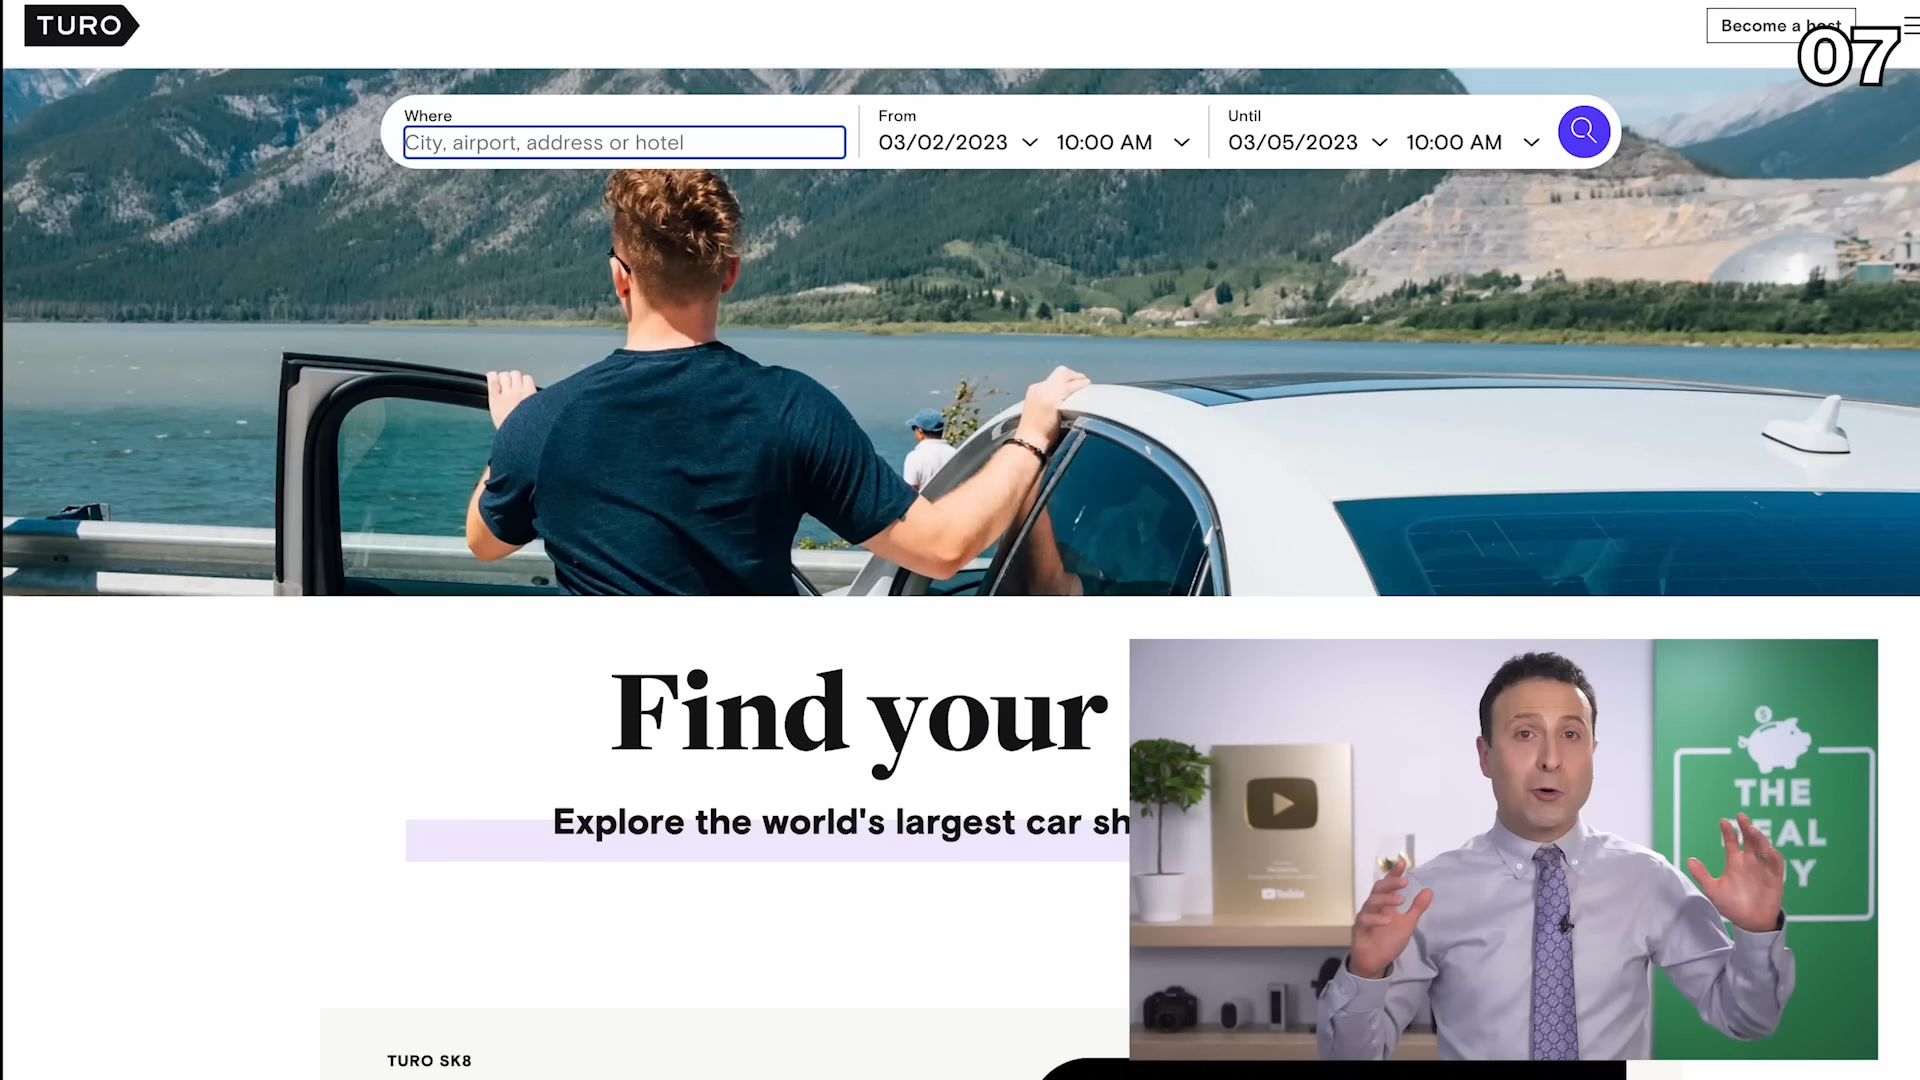 TURO
Become a host
07
Where
City, airport, address or hotel
From
03/02/2023
10:00 AM
Until
03/05/2023
10:00 AM
Find your
Explore the world's largest car sh
THE
EAL
Y
YouTube
TURO SK8